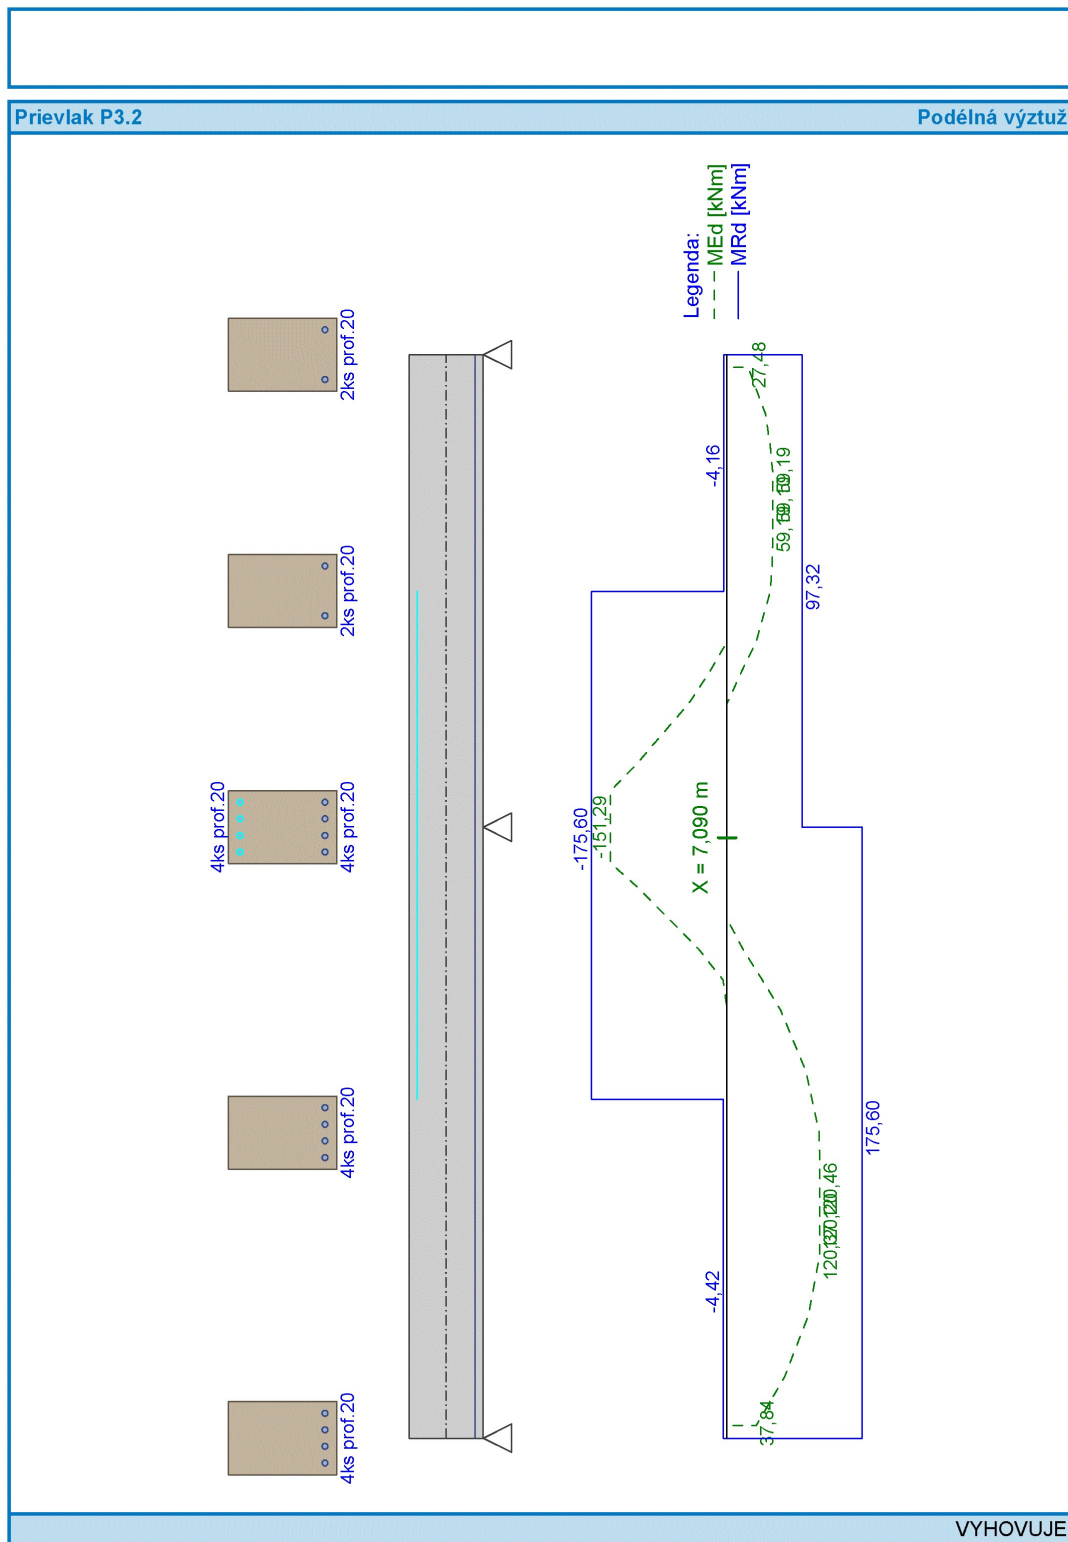 Prievlak P3.2
Podélná výztuž
Legenda:
MEd [kNm]
MRd [kNm]
2ks prof.20
2ks prof.20
4ks prof.20
4ks prof.20
4ks prof.20
4ks prof.20
27,48
-4,16
59,19
59,19
97,32
-175,60
-151,29
X = 7,090 m
175,60
-4,42
37,84
VYHOVUJE